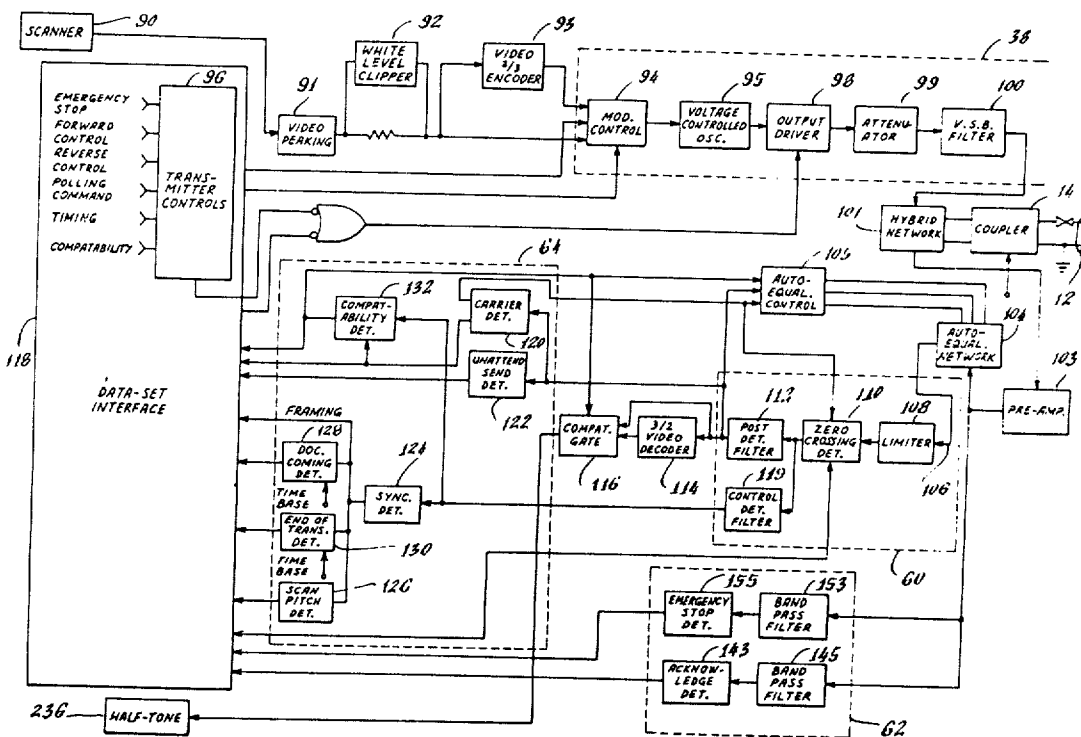 SCANNER
90
92
WHITE
LEVEL
CLIPPER
93
VIDEO
2/3
ENCODER
38
96
EMERGENCY
STOP
FORWARD
CONTROL
REVERSE
CONTROL
POLLING
COMMAND
TIMING
COMPATABILITY
TRANS-
MITTER
CONTROLS
91
VIDEO
PEAKING
94
MOD.
CONTROL
95
VOLTAGE
CONTROLLED
OSC.
98
OUTPUT
DRIVER
99
ATTENU-
ATOR
100
V.S.B.
FILTER
101
HYBRID
NETWORK
14
COUPLER
12
64
132
COMPAT-
ABILITY
DET.
CARRIER
DET.
120
UNATTEND
SEND
DET.
122
105
AUTO-
EQUAL.
CONTROL
104
AUTO-
EQUAL.
NETWORK
103
PRE-AMP.
118
DATA-SET
INTERFACE
FRAMING
128
DOC.
COMING
DET.
TIME
BASE
END OF
TRANS.
DET.
130
TIME
BASE
SCAN
PITCH
DET.
126
124
SYNC.
DET.
COMPAT.
GATE
116
3/2
VIDEO
DECODER
114
112
POST
DET.
FILTER
119
CONTROL
DET.
FILTER
110
ZERO
CROSSING
DET.
108
LIMITER
106
60
155
EMERGENCY
STOP
DET.
153
BAND
PASS
FILTER
143
ACKNOW-
LEDGE
DET.
145
BAND
PASS
FILTER
62
236
HALF-TONE